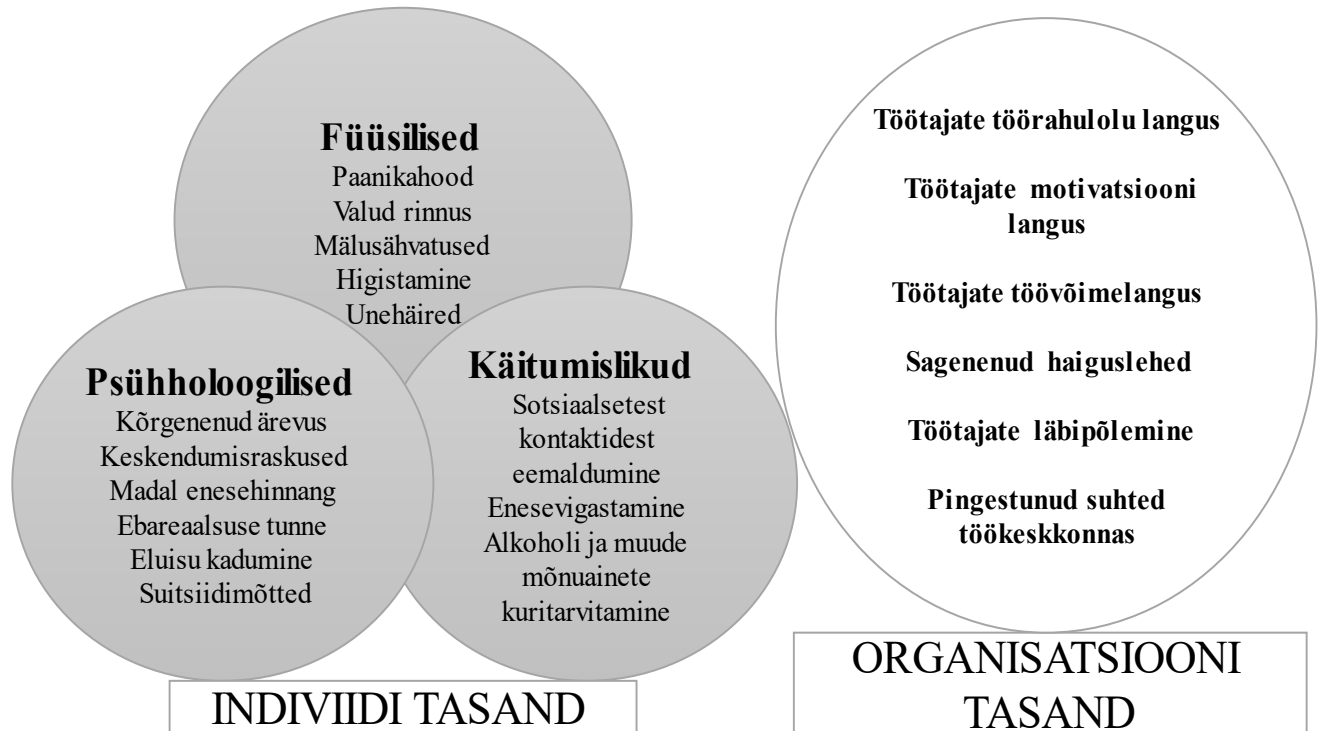 Füüsilised
Paanikahood
Valud rinnus
Mälusähvatused
Higistamine
Unehäired
Psühholoogilised
Kõrgenenud ärevus
Keskendumisraskused
Madal enesehinnang
Ebareaalsuse tunne
Eluisu kadumine
Suitsiidimõtted
Käitumislikud
Sotsiaalsetest
kontaktidest
eemaldumine
Enesevigastamine
Alkoholi ja muude
mõnuainete
kuritarvitamine
INDIVIIDI TASAND
Töötajate töörahulolu langus
Töötajate motivatsiooni
langus
Töötajate töövõimelangus
Sagenenud haiguslehed
Töötajate läbipõlemine
Pingestunud suhted
töökeskkonnas
ORGANISATSIOONI
TASAND